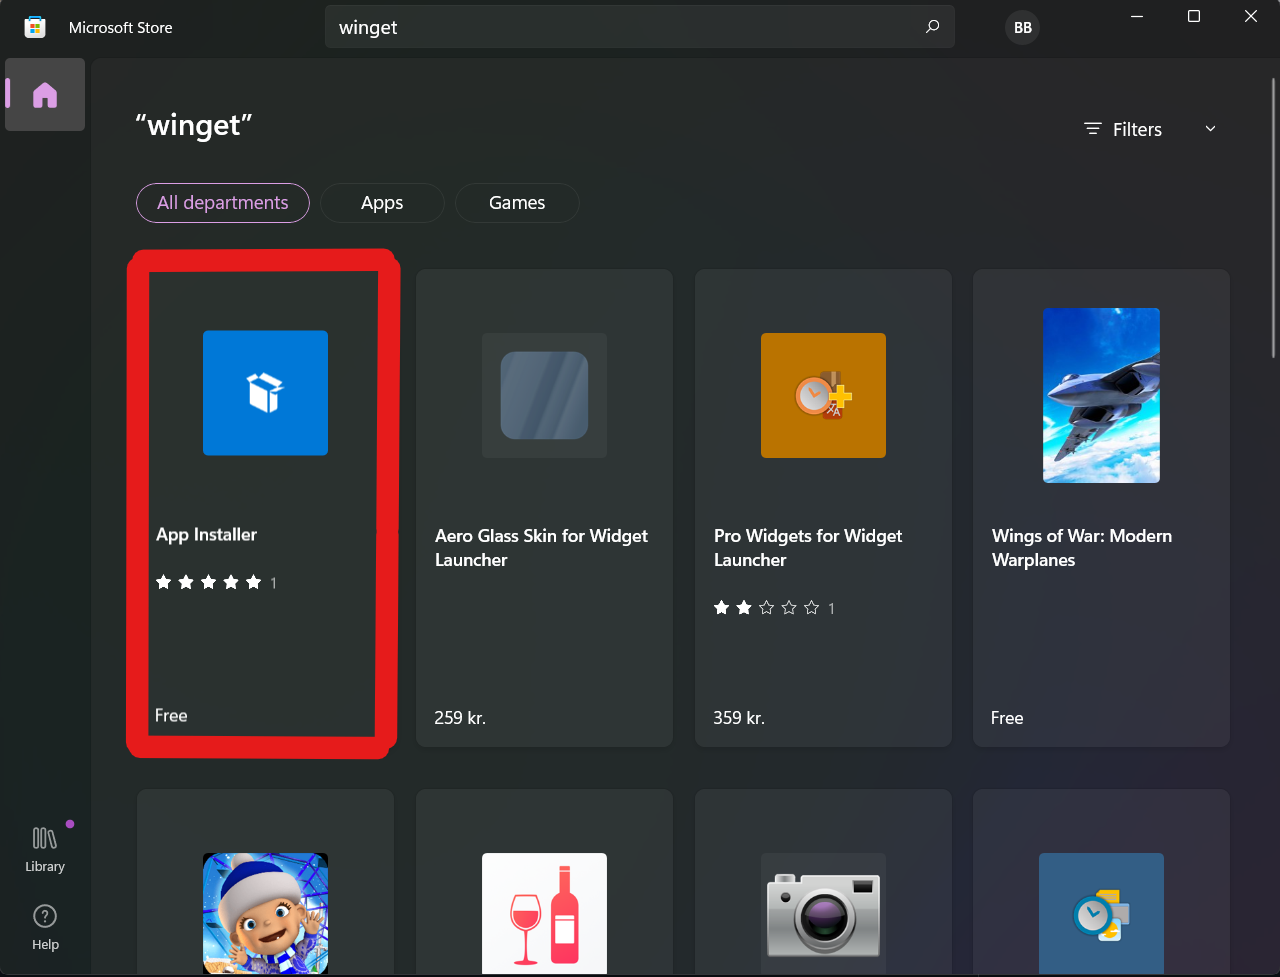 Microsoft Store
winget
BB
“winget”
Filters
All departments
Apps
Games
App Installer
1
Free
Aero Glass Skin for Widget
Launcher
259 kr.
Pro Widgets for Widget
Launcher
1
359 kr.
Wings of War: Modern
Warplanes
Free
Library
Help